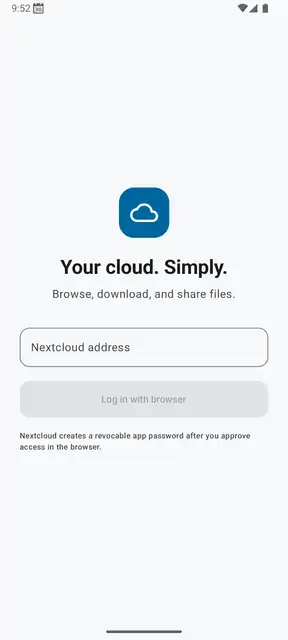 9:52
Your cloud. Simply.
Browse, download, and share files.
Nextcloud address
Log in with browser
Nextcloud creates a revocable app password after you approve
access in the browser.